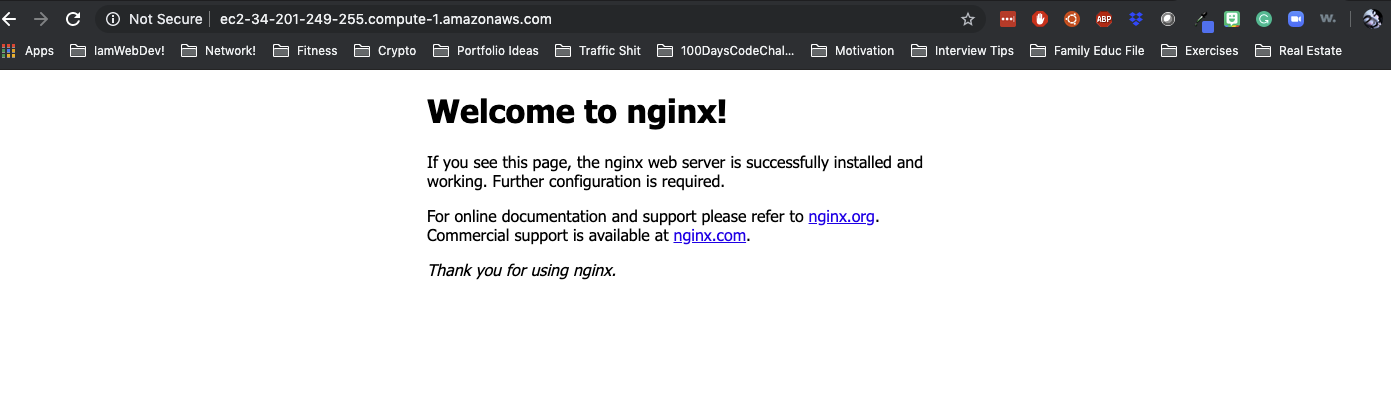 Not Secure ec2-34-201-249-255.compute-1.amazonaws.com ABP w.
Apps IamWebDev! Network! Fitness Crypto Portfolio Ideas Traffic Shit 100DaysCodeChal... Motivation Interview Tips Family Educ File Exercises Real Estate
Welcome to nginx!
If you see this page, the nginx web server is successfully installed and
working. Further configuration is required.
For online documentation and support please refer to nginx.org.
Commercial support is available at nginx.com.
Thank you for using nginx.